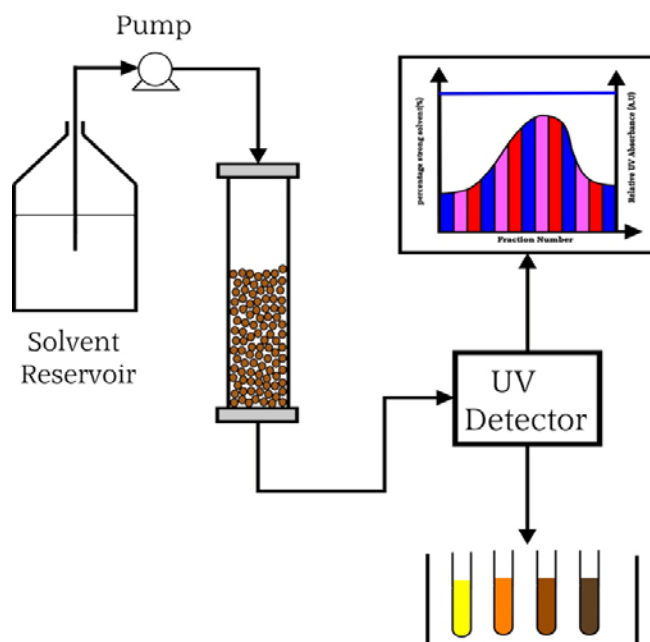 Pump
percentage strong solvent(%)
Relative UV Absorbance (A.U)
Fraction Number
Solvent
Reservoir
UV
Detector